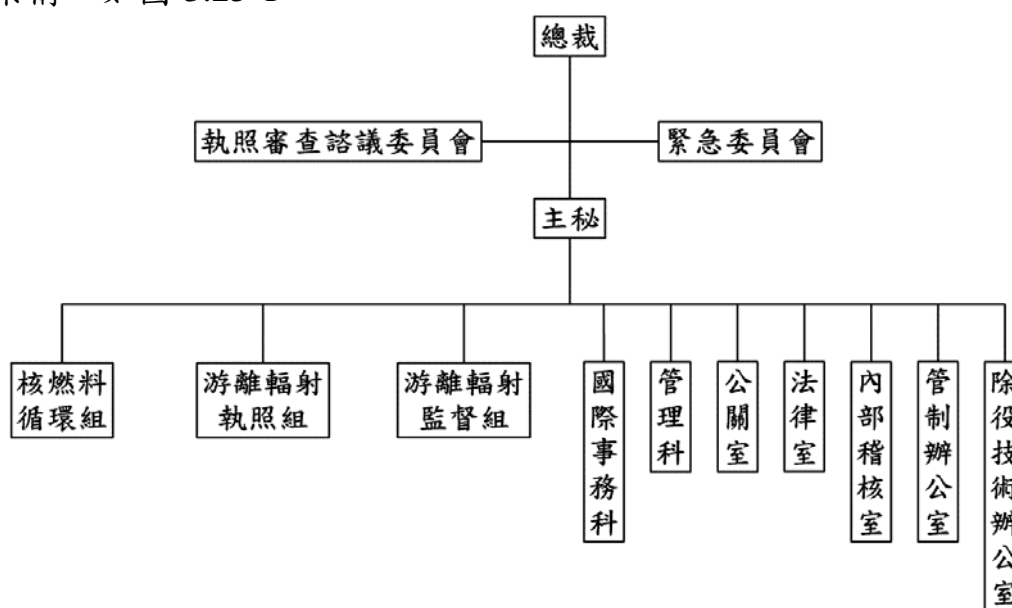 總裁
執照審查諮議委員會
緊急委員會
主秘
核燃料
循環組
游離輻射
執照組
游離輻射
監督組
國際事務科
管理科
公關室
法律室
內部稽核室
管制辦公室
除役技術辦公室